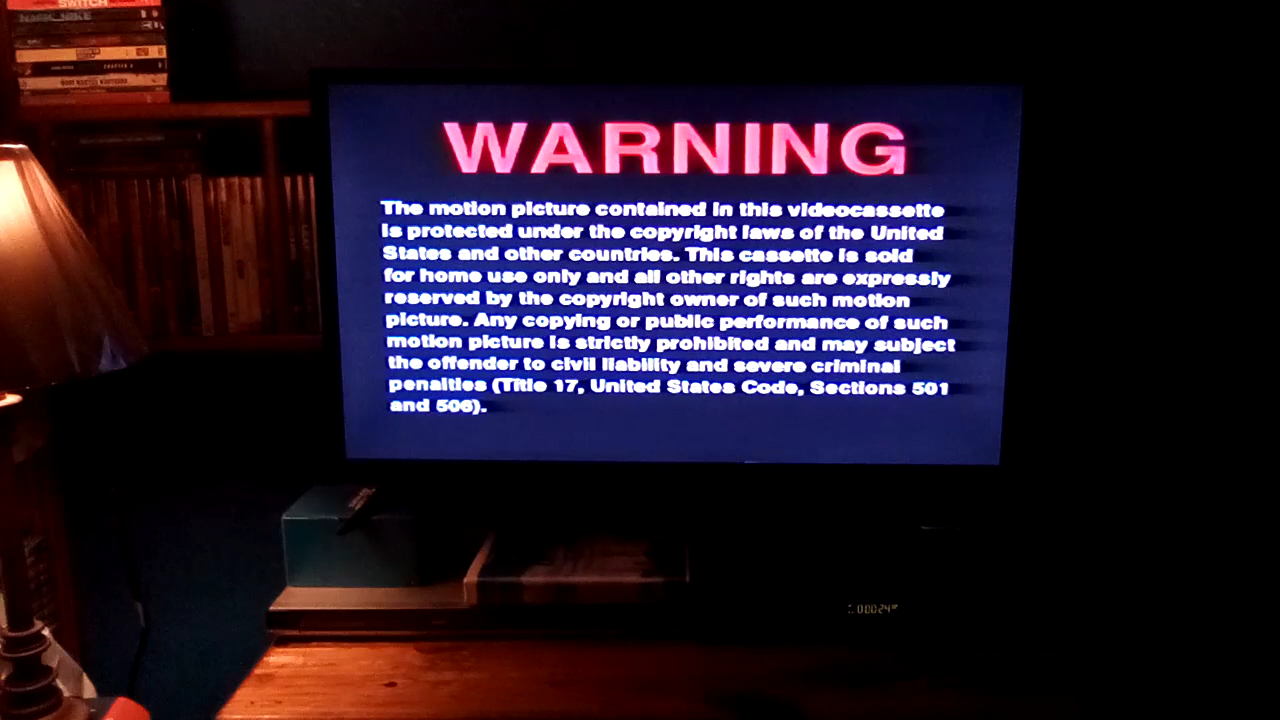 SWITCH
WARNING
The motion picture contained in this videocassette
is protected under the copyright laws of the United
States and other countries. This cassette is sold
for home use only and all other rights are expressly
reserved by the copyright owner of such motion
picture. Any copying or public performance of such
motion picture is strictly prohibited and may subject
the offender to civil liability and severe criminal
penalties (Title 17, United States Code, Sections 501
and 506).